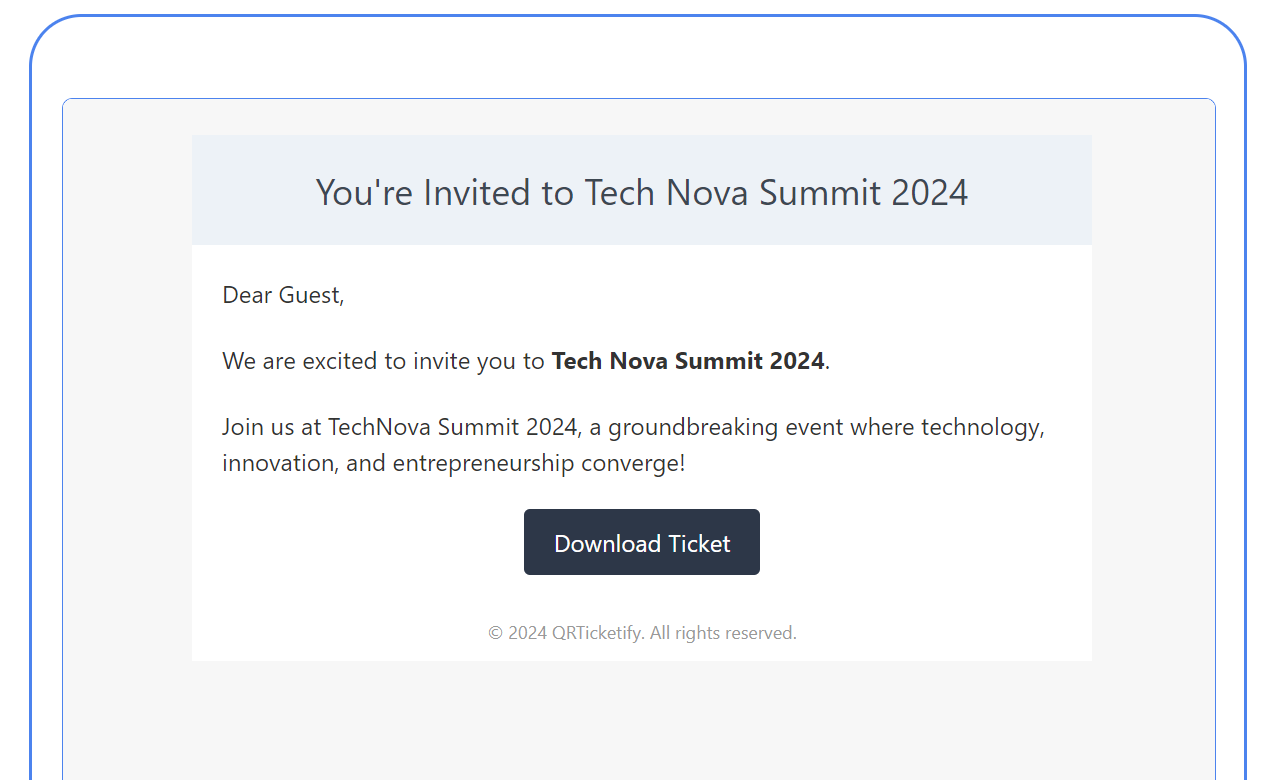 You're Invited to Tech Nova Summit 2024
Dear Guest,
We are excited to invite you to Tech Nova Summit 2024.
Join us at TechNova Summit 2024, a groundbreaking event where technology,
innovation, and entrepreneurship converge!
Download Ticket
© 2024 QRTicketify. All rights reserved.